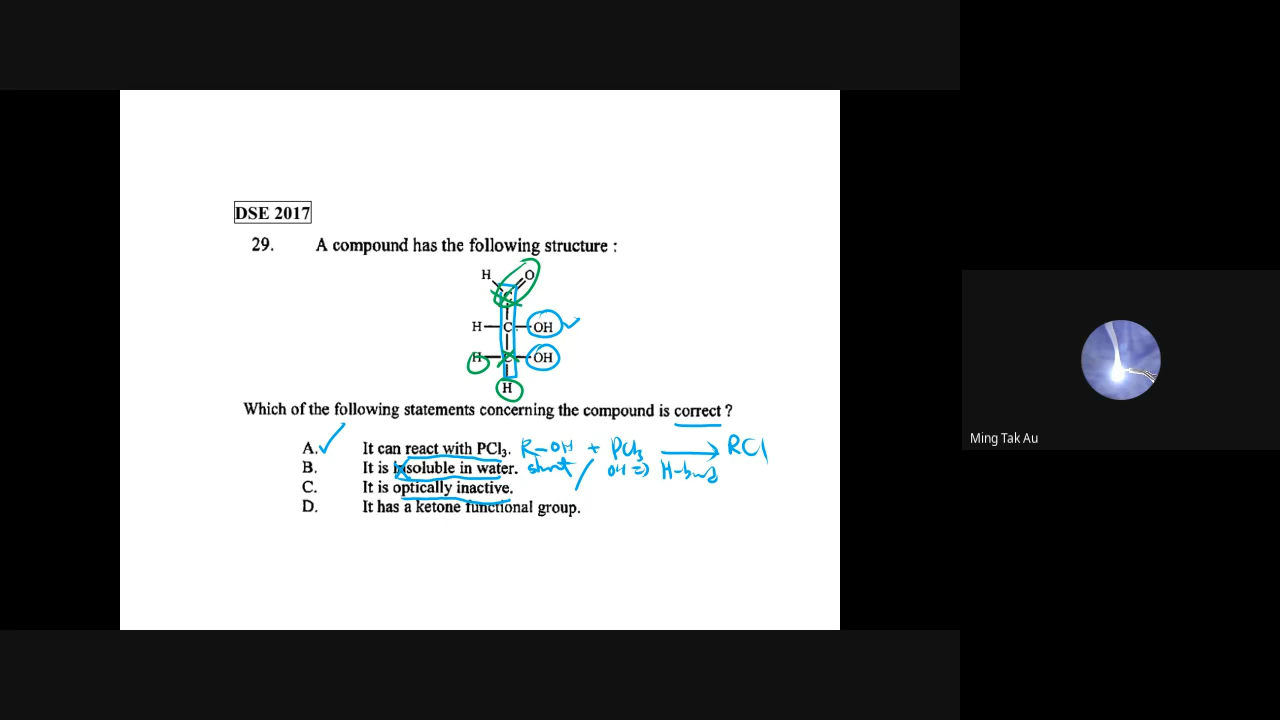 DSE 2017
29. A compound has the following structure :
H O
C
H C OH
H C OH
H
Which of the following statements concerning the compound is correct ?
A. It can react with PCl₃. R-OH + PCl₃ → RCl
B. It is insoluble in water. short / OH ⇒ H-bond
C. It is optically inactive.
D. It has a ketone functional group.
Ming Tak Au